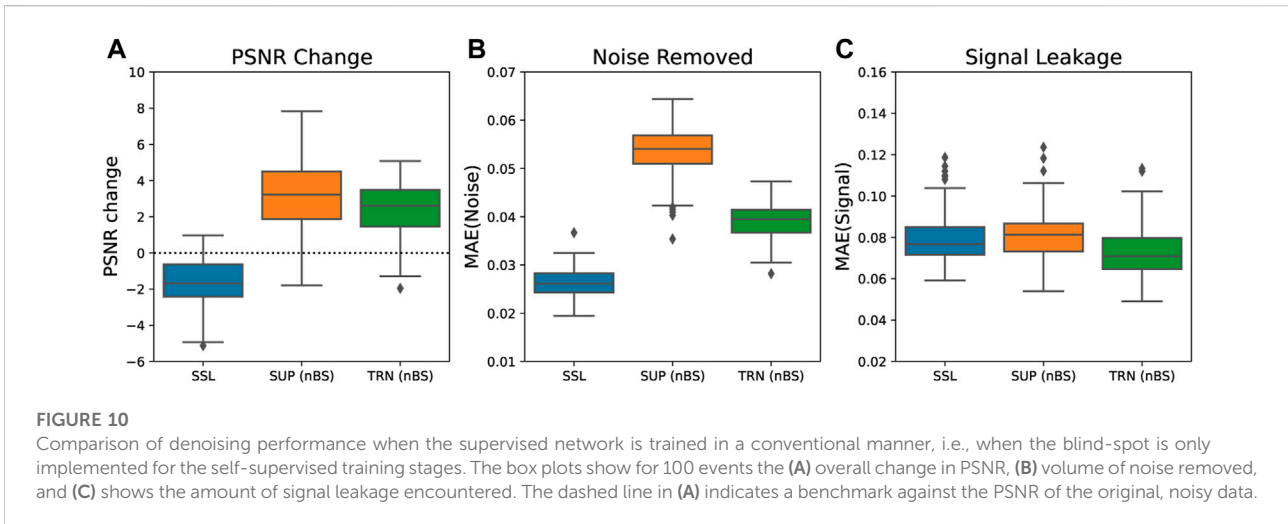 A
PSNR Change
PSNR change
10
8
6
4
2
0
−2
−4
−6
SSL
SUP (nBS)
TRN (nBS)
B
Noise Removed
MAE(Noise)
0.07
0.06
0.05
0.04
0.03
0.02
0.01
SSL
SUP (nBS)
TRN (nBS)
C
Signal Leakage
MAE(Signal)
0.16
0.14
0.12
0.10
0.08
0.06
0.04
0.02
SSL
SUP (nBS)
TRN (nBS)
FIGURE 10
Comparison of denoising performance when the supervised network is trained in a conventional manner, i.e., when the blind-spot is only
implemented for the self-supervised training stages. The box plots show for 100 events the (A) overall change in PSNR, (B) volume of noise removed,
and (C) shows the amount of signal leakage encountered. The dashed line in (A) indicates a benchmark against the PSNR of the original, noisy data.